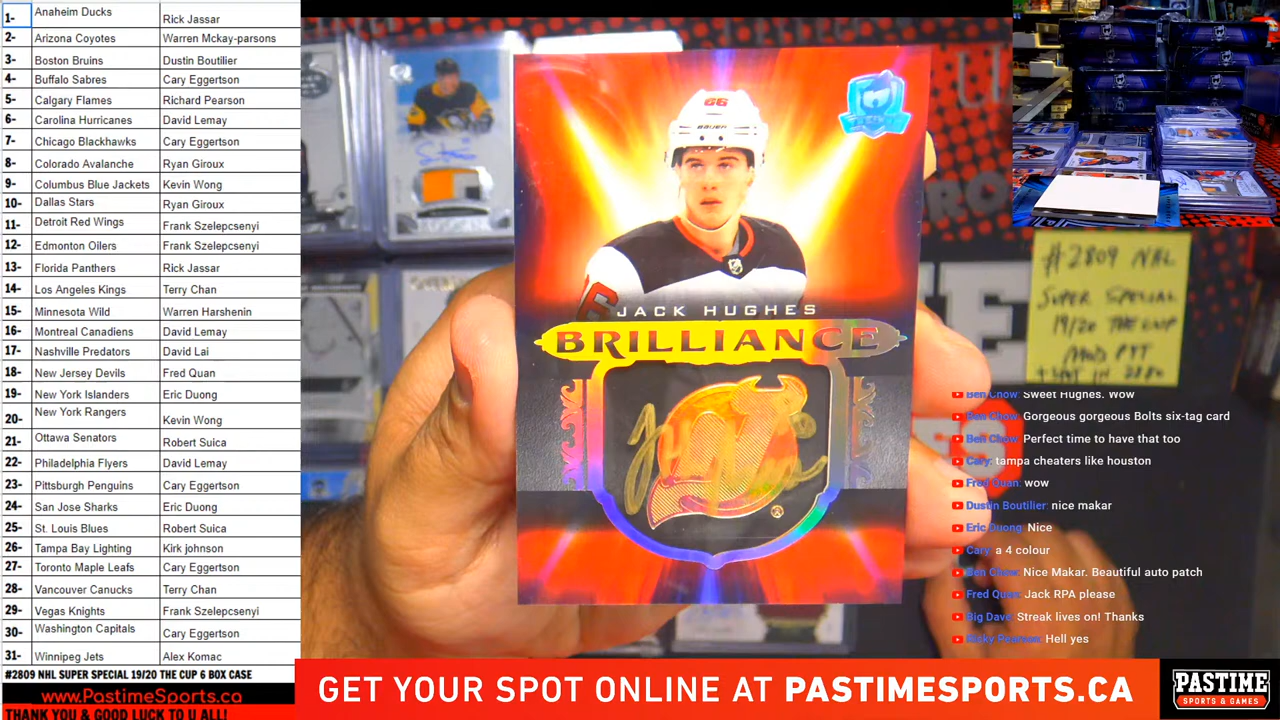 1- Anaheim Ducks Rick Jassar
2- Arizona Coyotes Warren Mckay-parsons
3- Boston Bruins Dustin Boutilier
4- Buffalo Sabres Cary Eggertson
5- Calgary Flames Richard Pearson
6- Carolina Hurricanes David Lemay
7- Chicago Blackhawks Cary Eggertson
8- Colorado Avalanche Ryan Giroux
9- Columbus Blue Jackets Kevin Wong
10- Dallas Stars Ryan Giroux
11- Detroit Red Wings Frank Szelepcsenyi
12- Edmonton Oilers Frank Szelepcsenyi
13- Florida Panthers Rick Jassar
14- Los Angeles Kings Terry Chan
15- Minnesota Wild Warren Harshenin
16- Montreal Canadiens David Lemay
17- Nashville Predators David Lai
18- New Jersey Devils Fred Quan
19- New York Islanders Eric Duong
20- New York Rangers Kevin Wong
21- Ottawa Senators Robert Suica
22- Philadelphia Flyers David Lemay
23- Pittsburgh Penguins Cary Eggertson
24- San Jose Sharks Eric Duong
25- St. Louis Blues Robert Suica
26- Tampa Bay Lighting Kirk johnson
27- Toronto Maple Leafs Cary Eggertson
28- Vancouver Canucks Terry Chan
29- Vegas Knights Frank Szelepcsenyi
30- Washington Capitals Cary Eggertson
31- Winnipeg Jets Alex Komac
#2809 NHL SUPER SPECIAL 19/20 THE CUP 6 BOX CASE
www.PastimeSports.ca
THANK YOU & GOOD LUCK TO U ALL!
86
BAUER
JACK HUGHES
BRILLIANCE
#2809 NHL
SUPER SPECIAL
19/20 THE CUP
Ben Chow: Sweet Hughes. Wow
Ben Chow: Gorgeous gorgeous Bolts six-tag card
Ben Chow: Perfect time to have that too
Cary: tampa cheaters like houston
Fred Quan: wow
Dustin Boutilier: nice makar
Eric Duong: Nice
Cary: a 4 colour
Ben Chow: Nice Makar. Beautiful auto patch
Fred Quan: Jack RPA please
Big Dave: Streak lives on! Thanks
Ricky Pearson: Hell yes
GET YOUR SPOT ONLINE AT PASTIMESPORTS.CA
PASTIME
SPORTS & GAMES